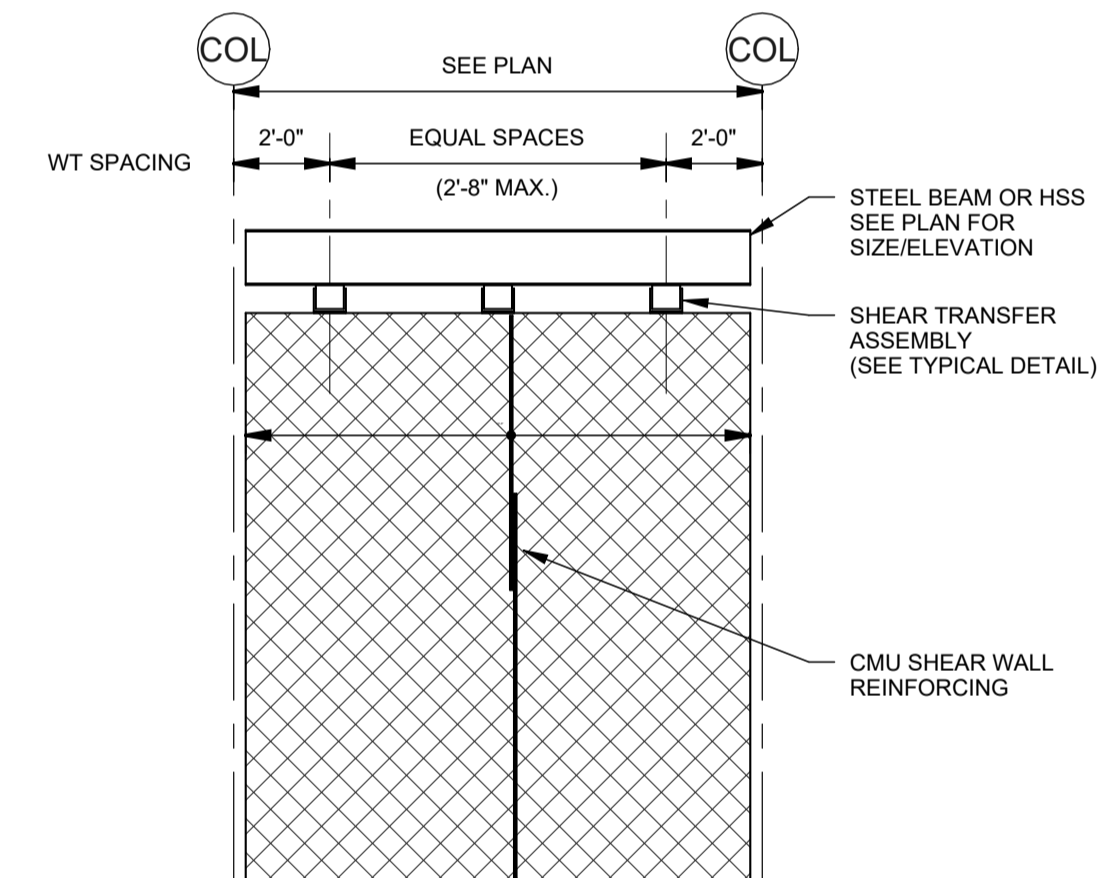 COL
COL
SEE PLAN
2'-0"
EQUAL SPACES
2'-0"
WT SPACING
(2'-8" MAX.)
STEEL BEAM OR HSS
SEE PLAN FOR
SIZE/ELEVATION
SHEAR TRANSFER
ASSEMBLY
(SEE TYPICAL DETAIL)
CMU SHEAR WALL
REINFORCING